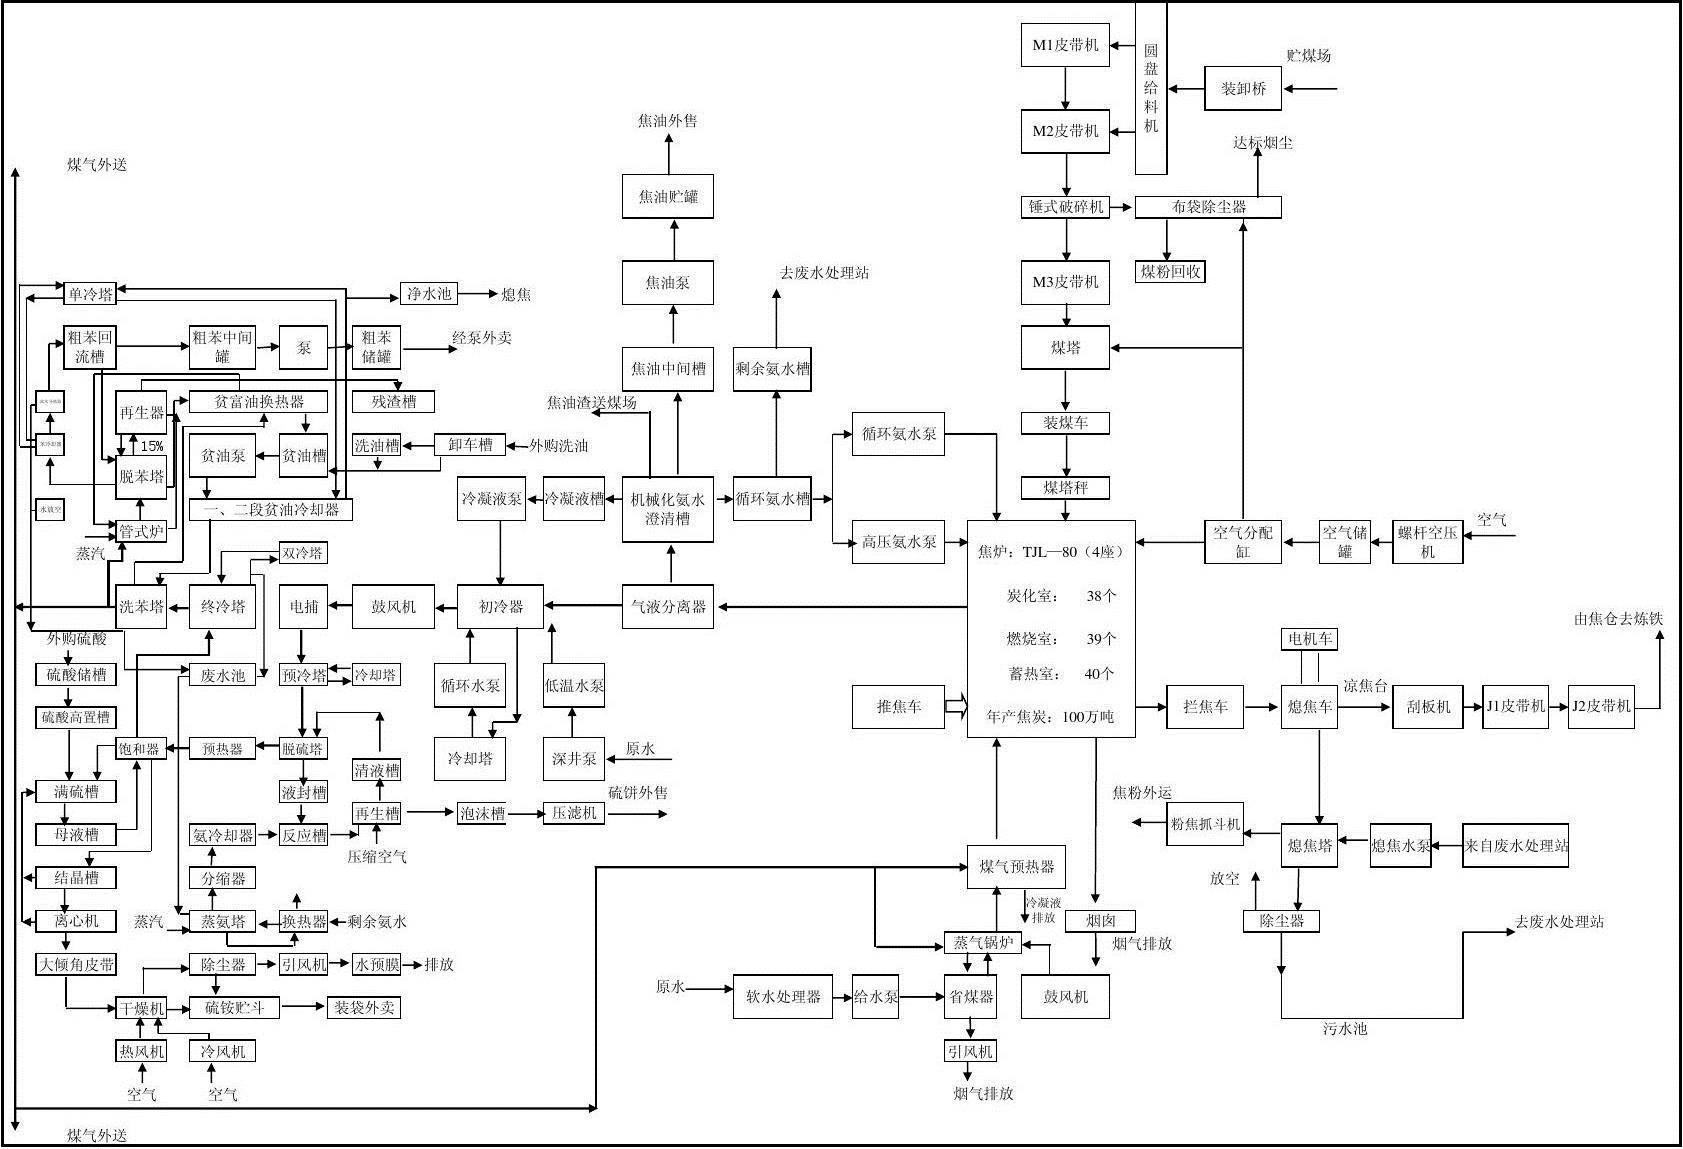 M1皮带机
圆盘给料机
贮煤场
装卸桥
M2皮带机
焦油外售
达标烟尘
煤气外送
焦油贮罐
锤式破碎机
布袋除尘器
焦油泵
去废水处理站
M3皮带机
煤粉回收
单冷塔
净水池
熄焦
粗苯回
流槽
粗苯中间
罐
泵
粗苯
储罐
经泵外卖
焦油中间槽
剩余氨水槽
煤塔
再生器
贫富油换热器
残渣槽
焦油渣送煤场
装煤车
15%
贫油泵
贫油槽
洗油槽
卸车槽
外购洗油
循环氨水泵
脱苯塔
水放空
一、二段贫油冷却器
冷凝液泵
冷凝液槽
机械化氨水
澄清槽
循环氨水槽
煤塔秤
管式炉
蒸汽
双冷塔
高压氨水泵
焦炉：TJL—80（4座）
炭化室： 38个
燃烧室： 39个
蓄热室： 40个
年产焦炭：100万吨
空气分配
缸
空气储
罐
螺杆空压
机
空气
洗苯塔
终冷塔
电捕
鼓风机
初冷器
气液分离器
外购硫酸
硫酸储槽
废水池
预冷塔
冷却塔
循环水泵
低温水泵
推焦车
拦焦车
电机车
熄焦车
凉焦台
刮板机
J1皮带机
J2皮带机
由焦仓去炼铁
硫酸高置槽
饱和器
预热器
脱硫塔
清液槽
冷却塔
深井泵
原水
满硫槽
液封槽
再生槽
泡沫槽
压滤机
硫饼外售
焦粉外运
粉焦抓斗机
熄焦塔
熄焦水泵
来自废水处理站
母液槽
氨冷却器
反应槽
压缩空气
结晶槽
分缩器
煤气预热器
冷凝液
排放
放空
离心机
蒸汽
蒸氨塔
换热器
剩余氨水
烟囱
烟气排放
除尘器
去废水处理站
大倾角皮带
除尘器
引风机
水预膜
排放
蒸气锅炉
干燥机
硫铵贮斗
装袋外卖
原水
软水处理器
给水泵
省煤器
鼓风机
污水池
热风机
冷风机
引风机
空气
空气
烟气排放
煤气外送